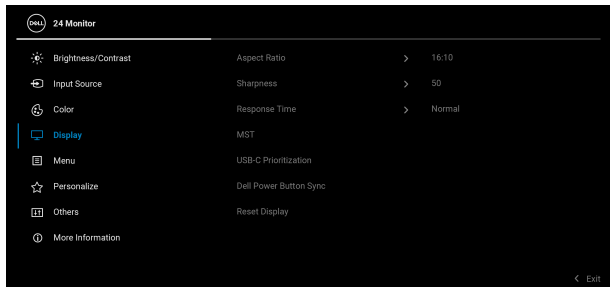 DELL 24 Monitor
Brightness/Contrast Aspect Ratio > 16:10
Input Source Sharpness > 50
Color Response Time > Normal
Display MST
Menu USB-C Prioritization
Personalize Dell Power Button Sync
Others Reset Display
More Information
< Exit